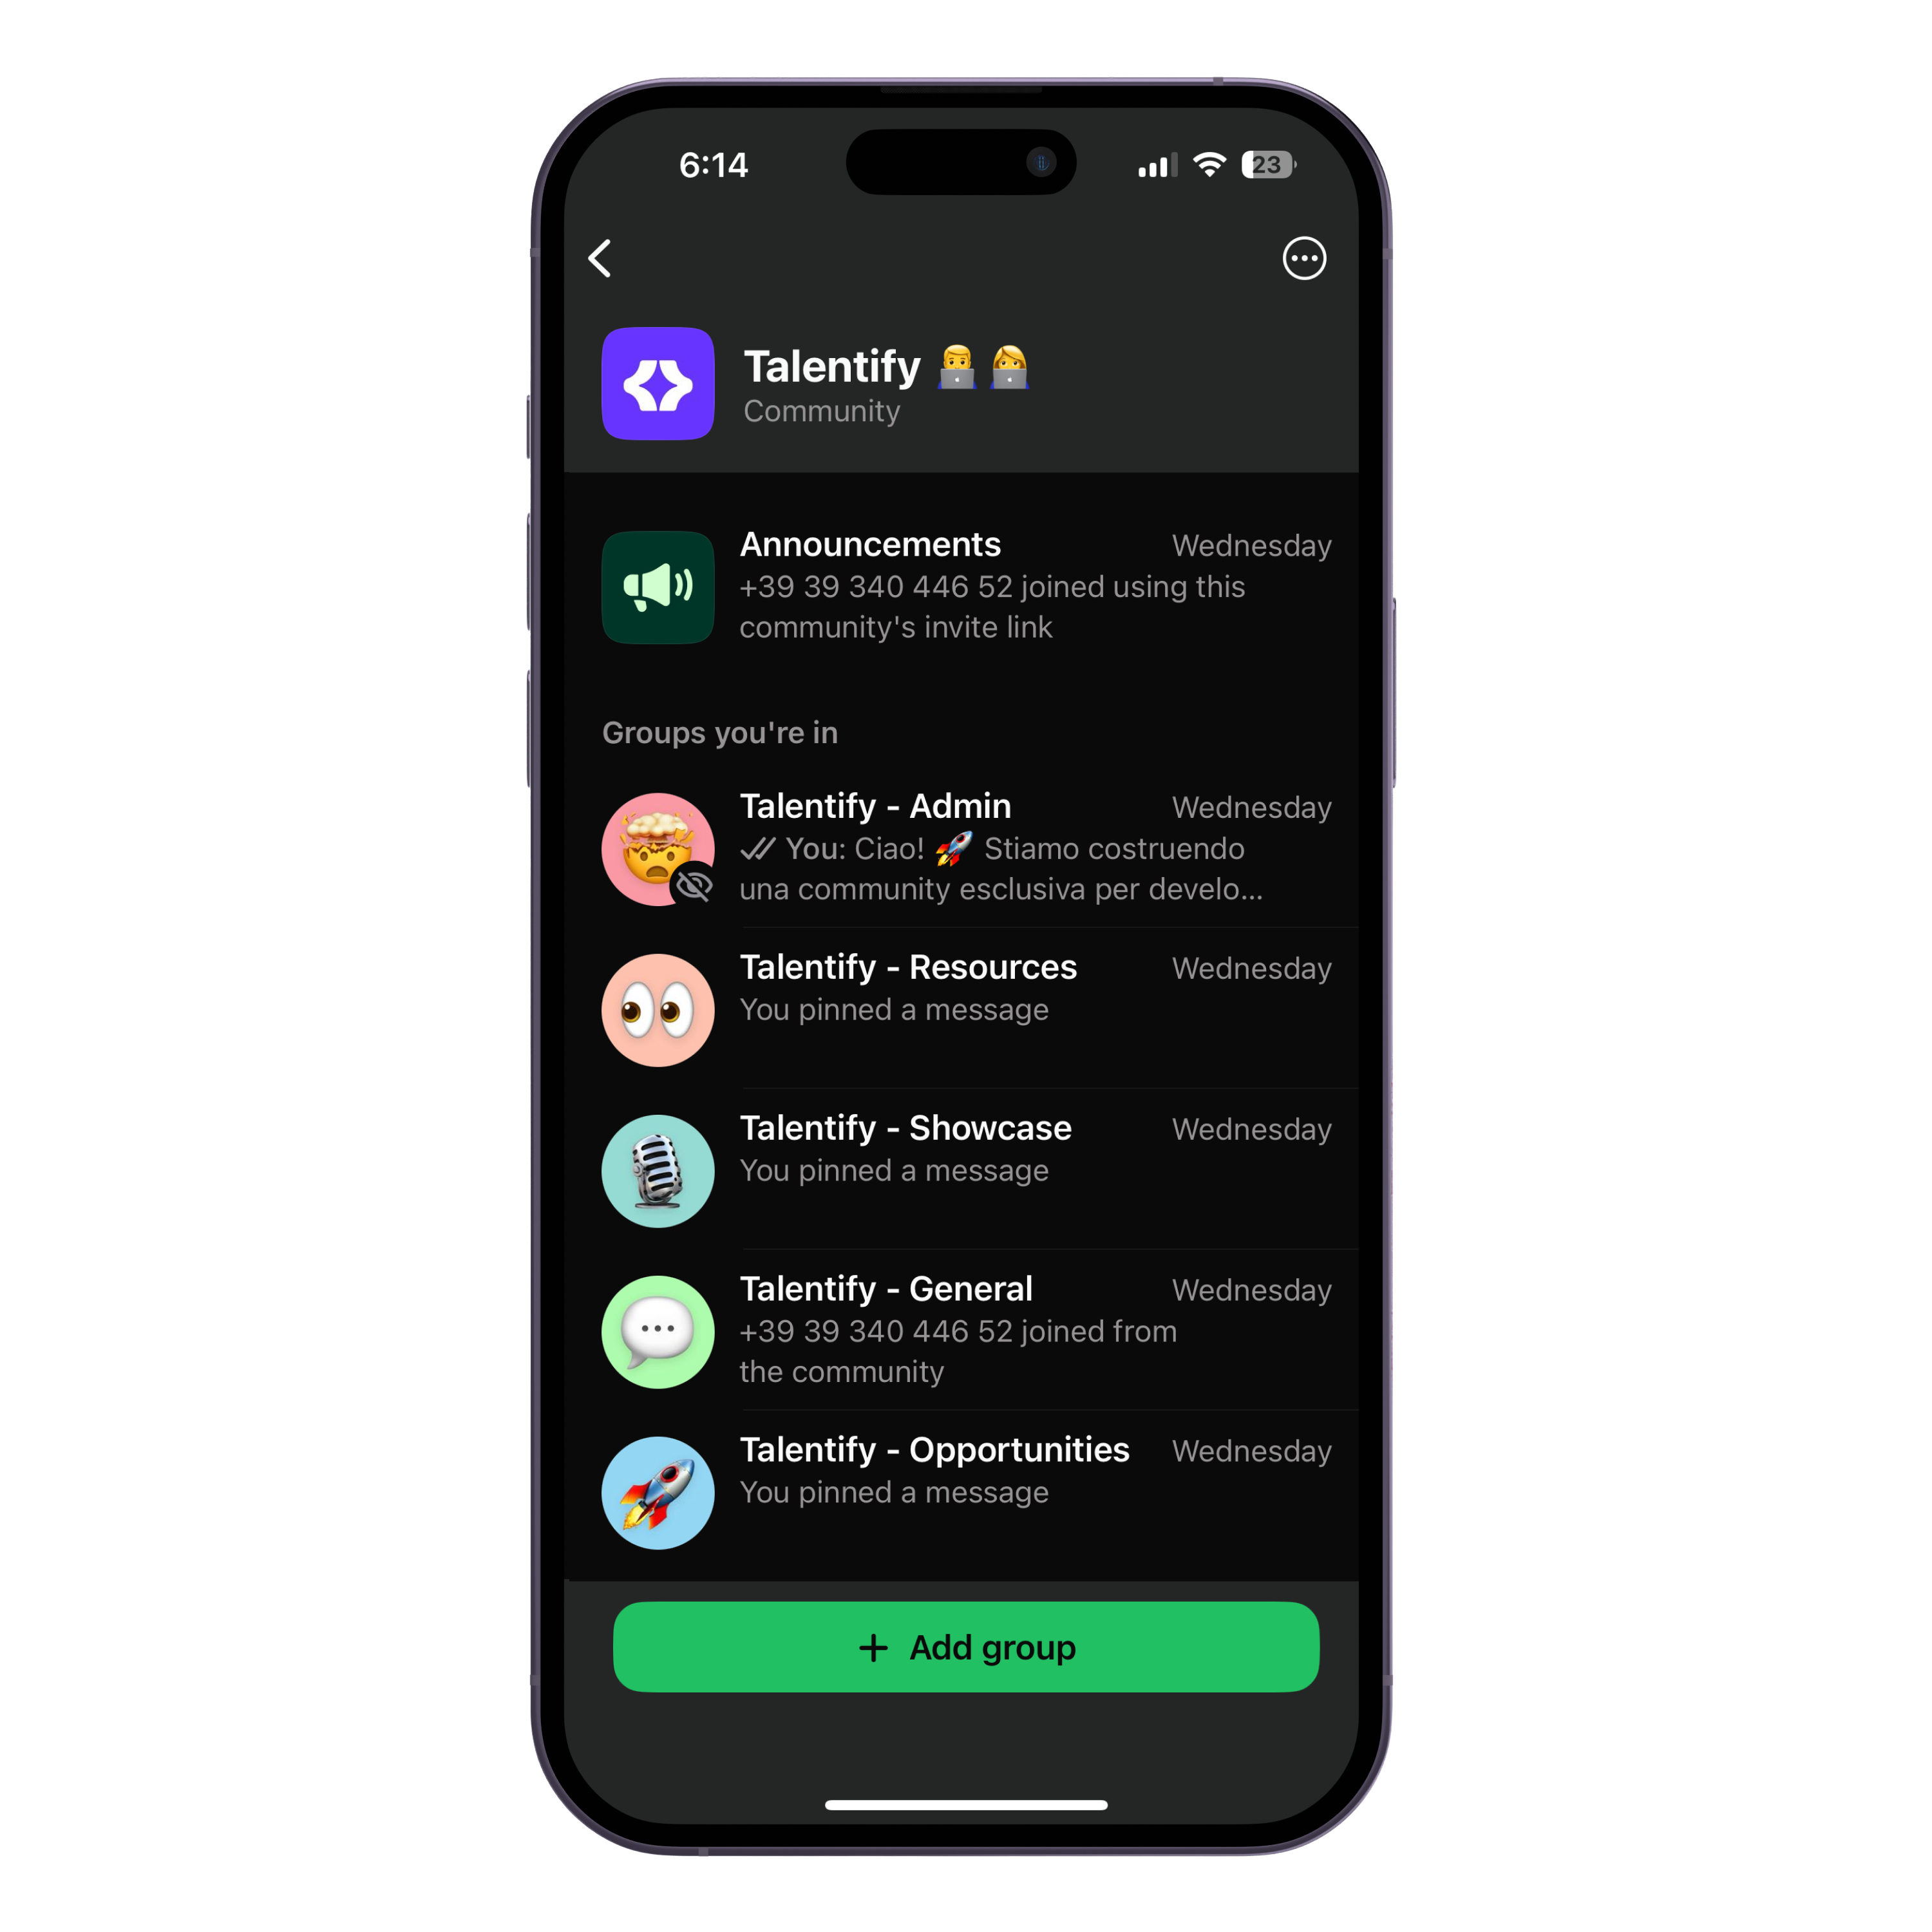 6:14
23
Talentify 👨‍💻 👩‍💻
Community
Announcements
Wednesday
+39 39 340 446 52 joined using this
community's invite link
Groups you're in
Talentify - Admin
Wednesday
You: Ciao! 🚀 Stiamo costruendo
una community esclusiva per develo...
Talentify - Resources
Wednesday
You pinned a message
Talentify - Showcase
Wednesday
You pinned a message
Talentify - General
Wednesday
+39 39 340 446 52 joined from
the community
Talentify - Opportunities
Wednesday
You pinned a message
+ Add group